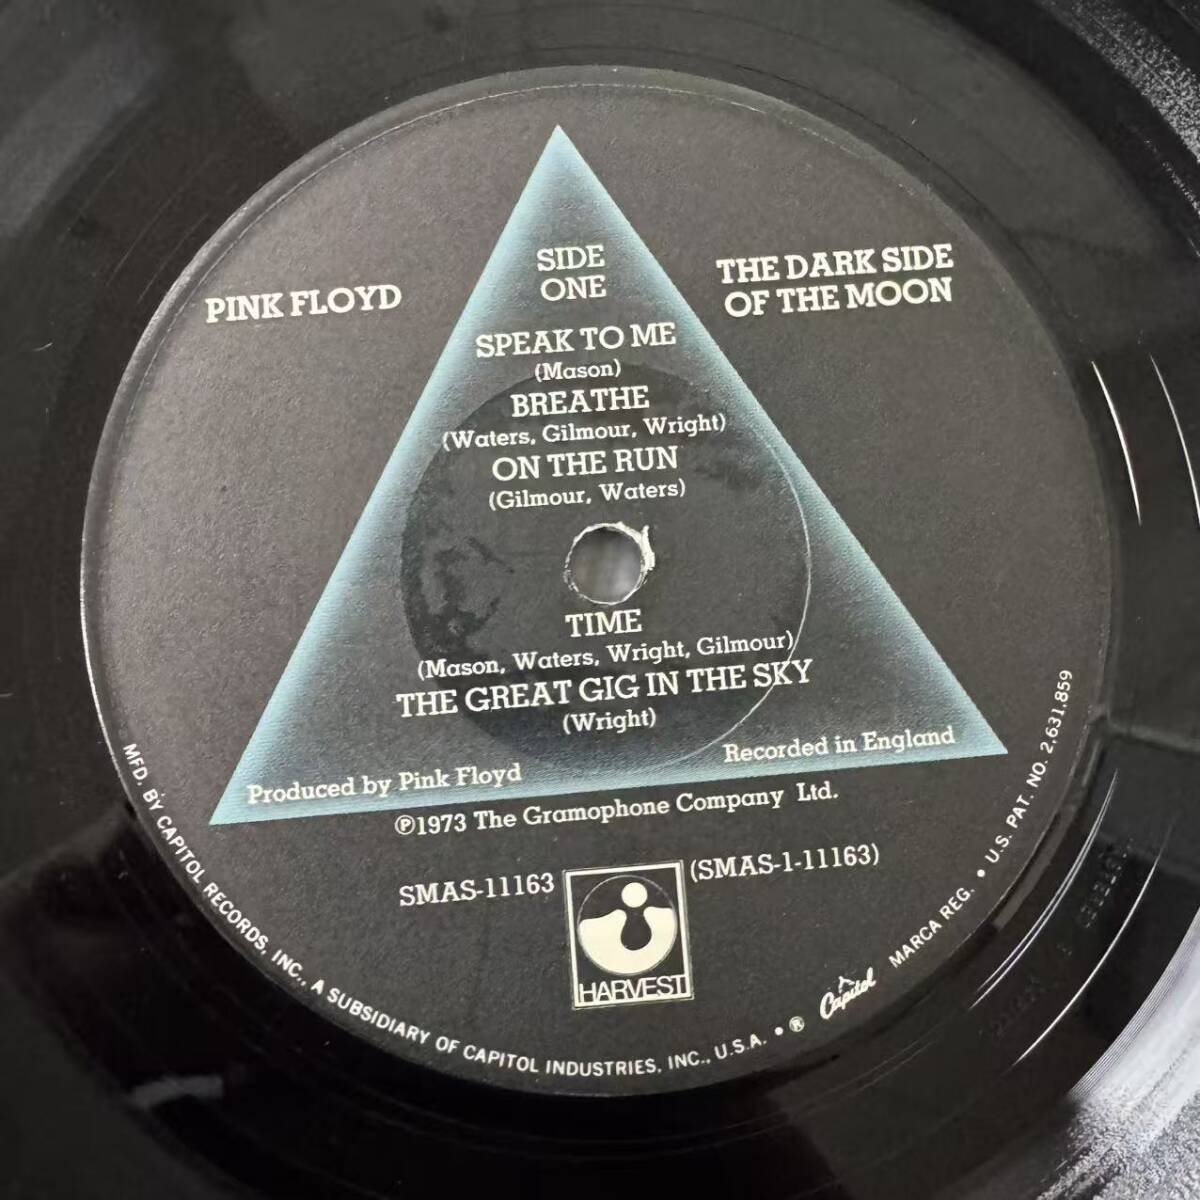 SIDE
ONE
PINK FLOYD
THE DARK SIDE
OF THE MOON
SPEAK TO ME
(Mason)
BREATHE
(Waters, Gilmour, Wright)
ON THE RUN
(Gilmour, Waters)
TIME
(Mason, Waters, Wright, Gilmour)
THE GREAT GIG IN THE SKY
(Wright)
Produced by Pink Floyd
Recorded in England
℗1973 The Gramophone Company Ltd.
SMAS-11163
(SMAS-1-11163)
HARVEST
MFD. BY CAPITOL RECORDS, INC., A SUBSIDIARY OF CAPITOL INDUSTRIES, INC., U.S.A. • ® Capitol MARCA REG. • U.S. PAT. NO. 2,631,859